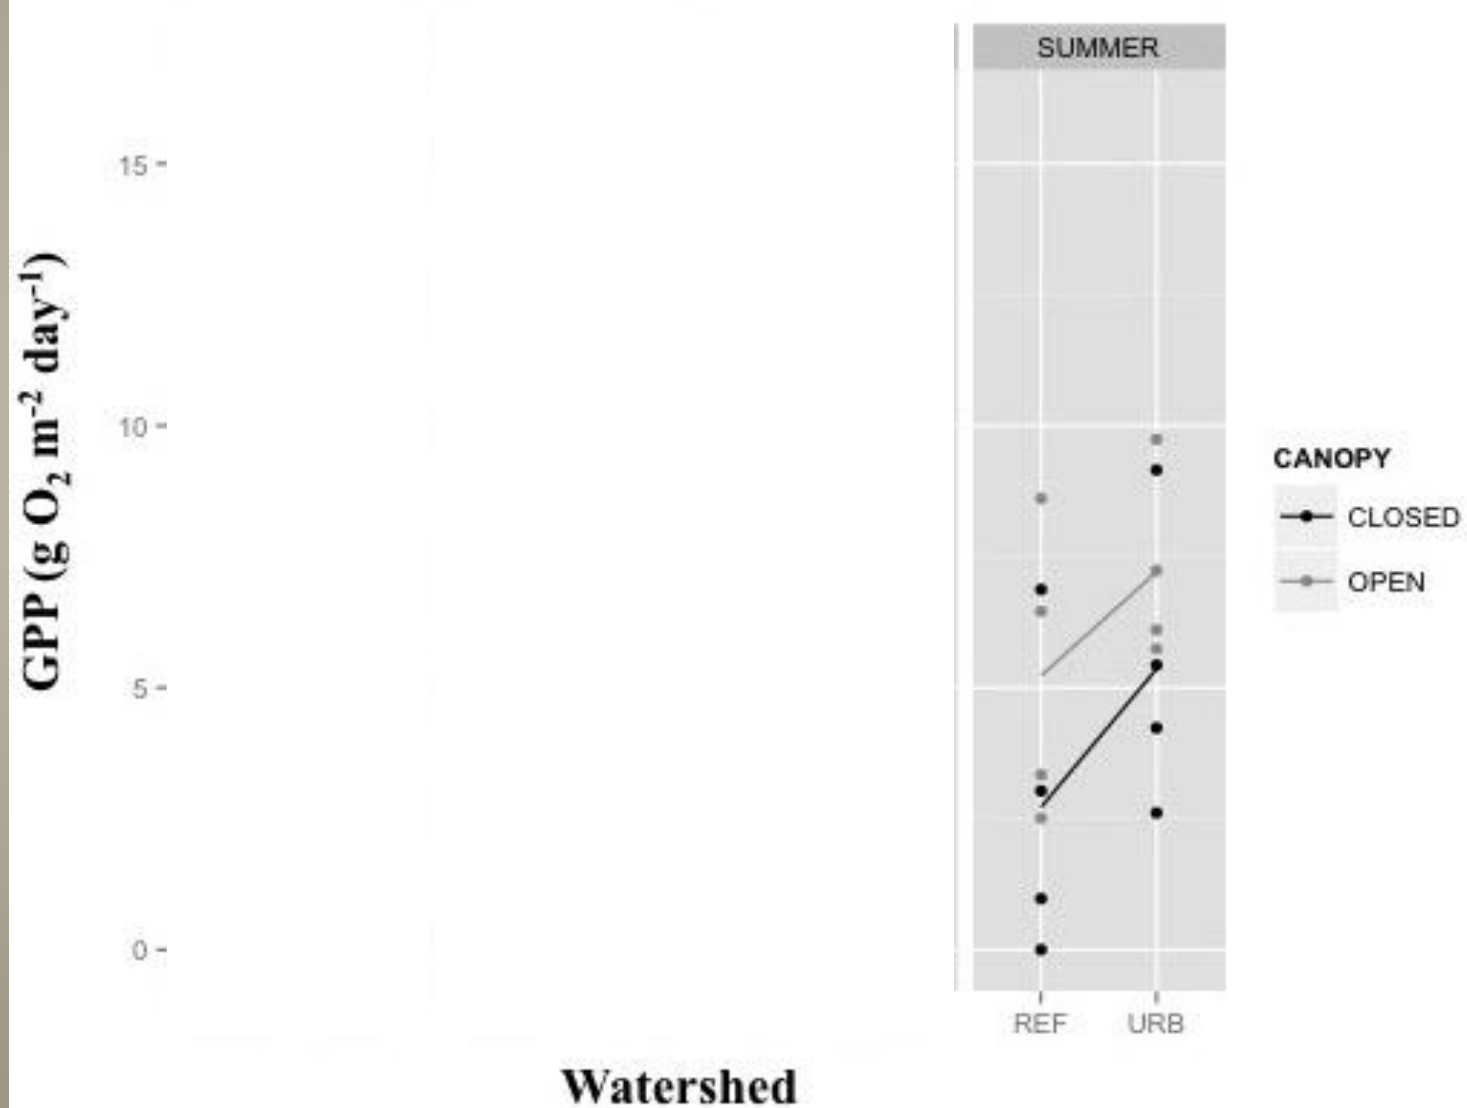 SUMMER
GPP (g O₂ m⁻² day⁻¹)
15
10
5
0
REF URB
Watershed
CANOPY
CLOSED
OPEN